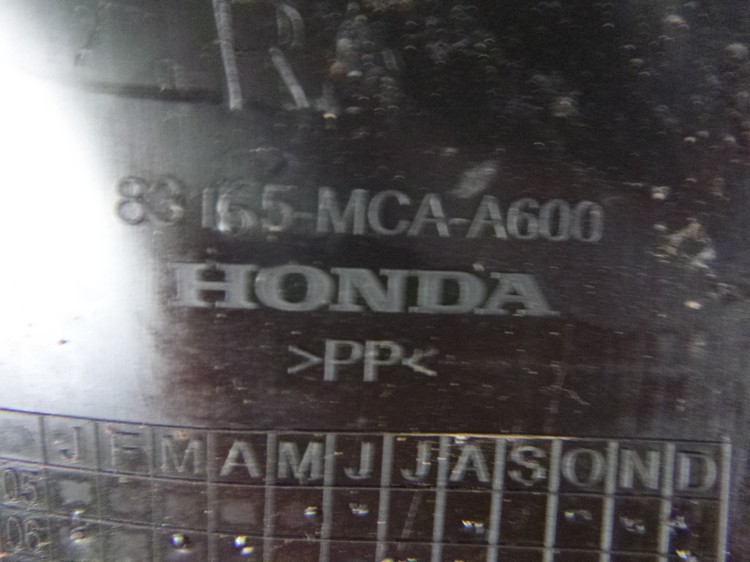 R
83165-MCA-A600
HONDA
>PP<
J F M A M J J A S O N D
05
06